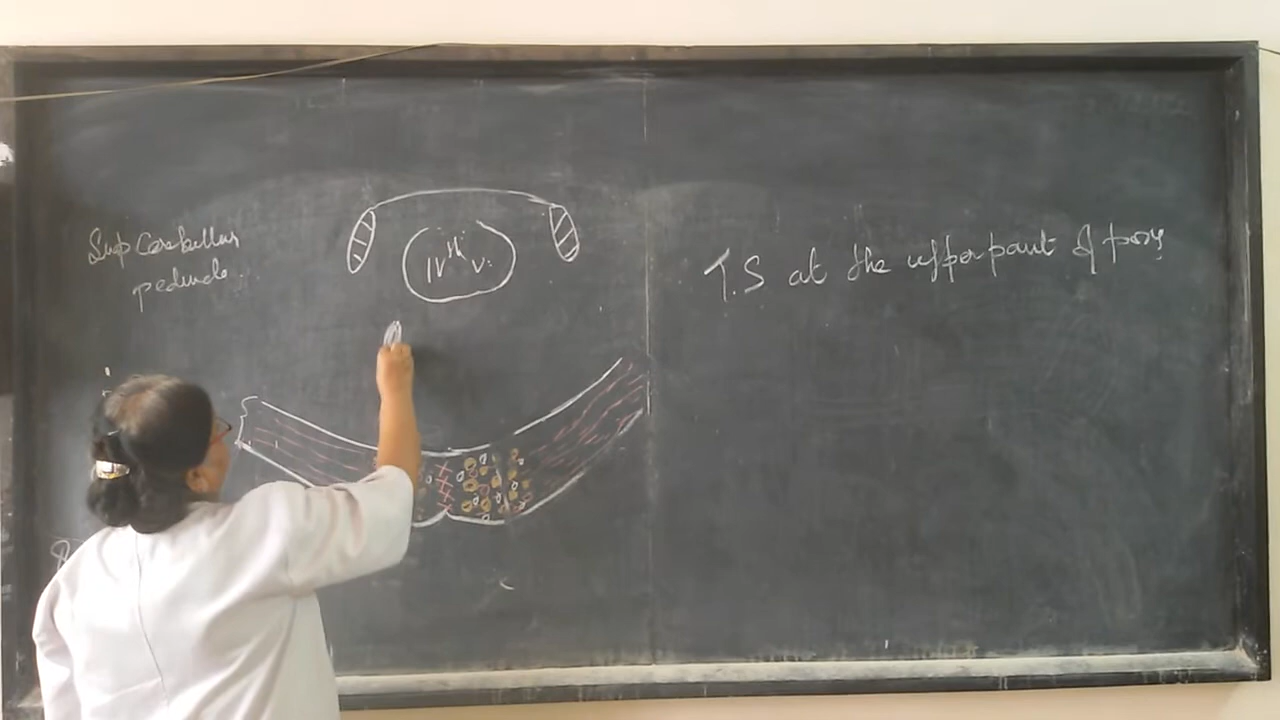 Sup Cerebellar
peduncle...
IVth V:
T.S at the upper part of pons